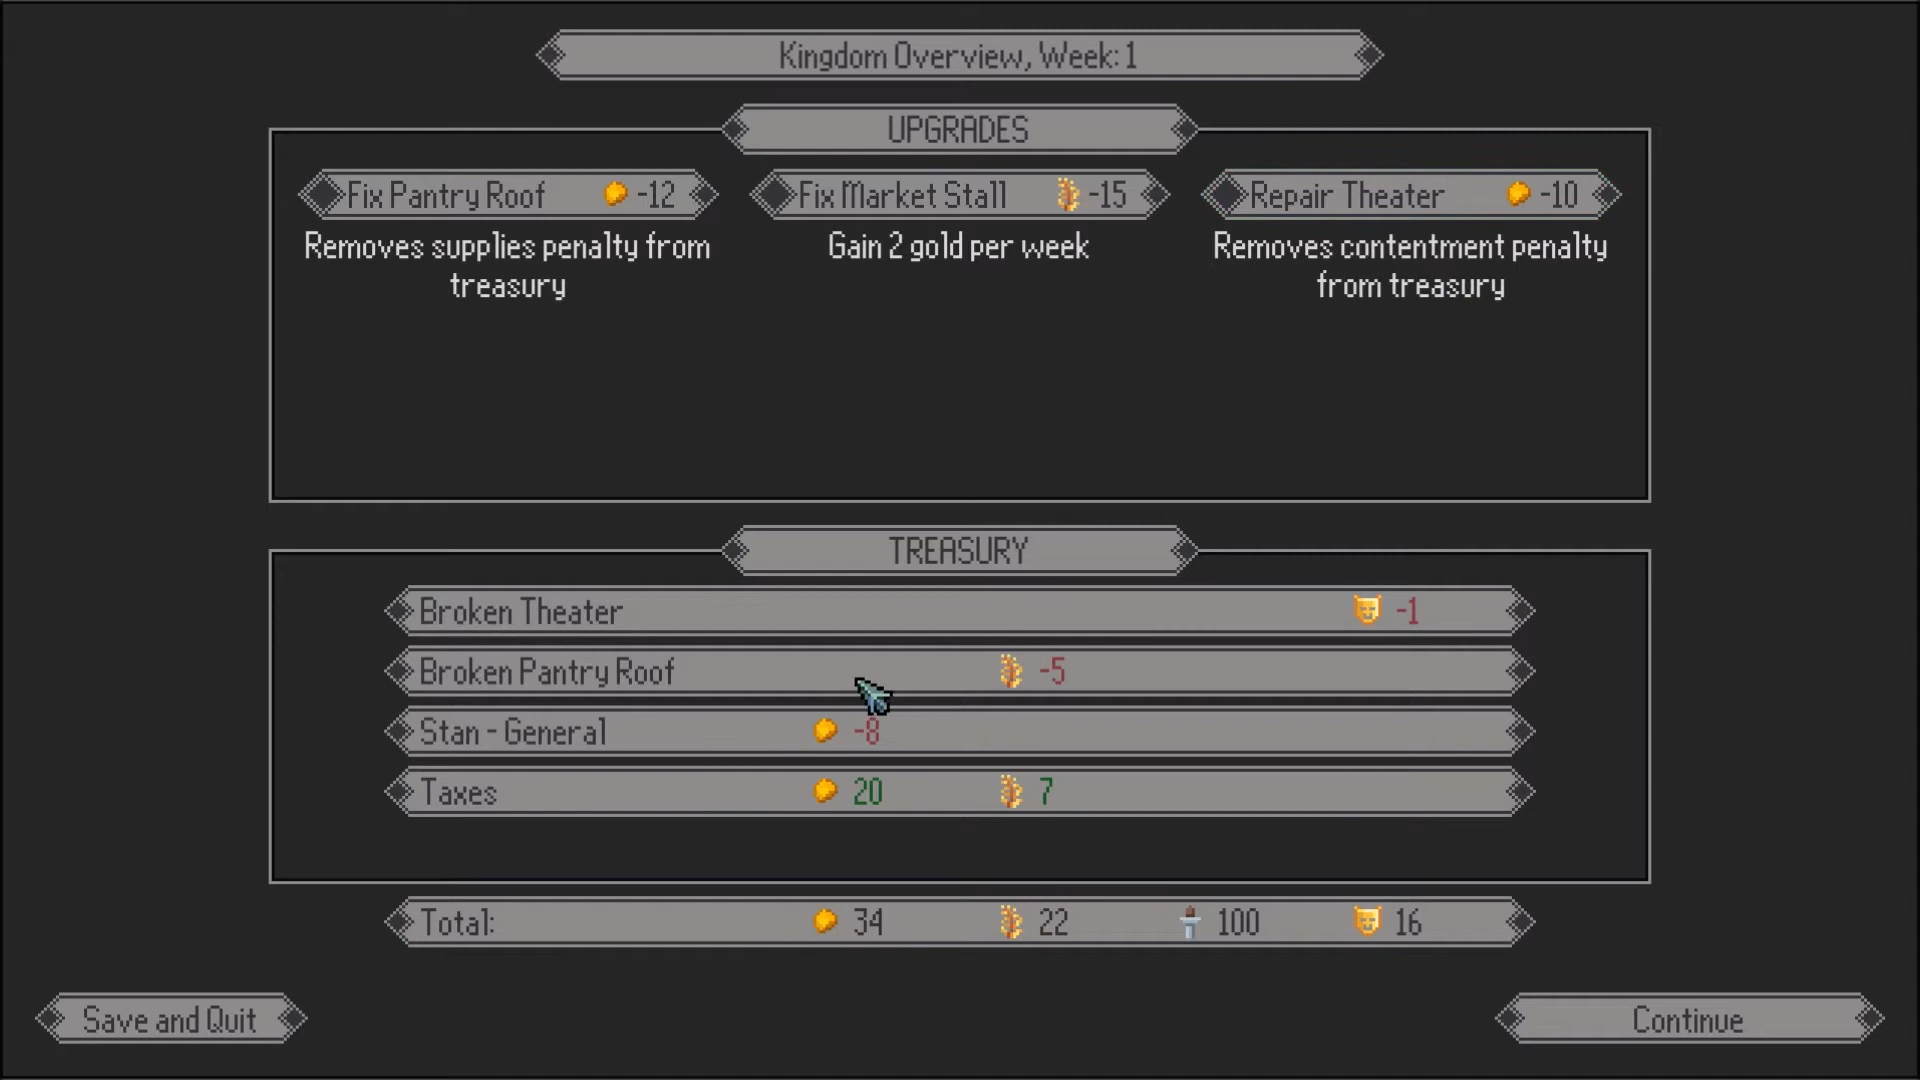 Kingdom Overview, Week: 1
UPGRADES
Fix Pantry Roof -12
Removes supplies penalty from
treasury
Fix Market Stall -15
Gain 2 gold per week
Repair Theater -10
Removes contentment penalty
from treasury
TREASURY
Broken Theater -1
Broken Pantry Roof -5
Stan - General -8
Taxes 20 7
Total: 34 22 100 16
Save and Quit
Continue